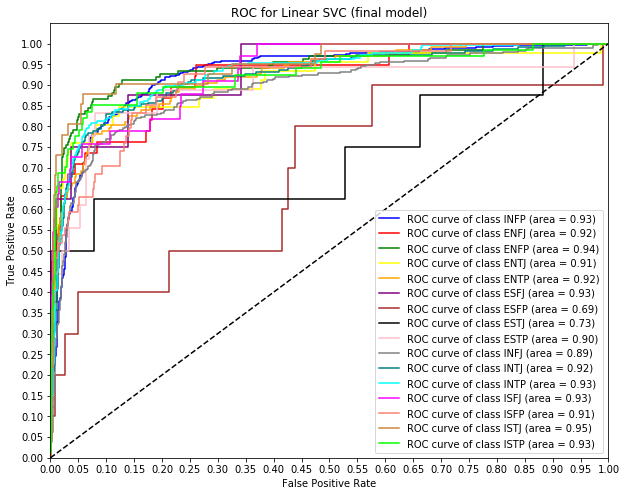 ROC for Linear SVC (final model)
True Positive Rate
1.00
0.95
0.90
0.85
0.80
0.75
0.70
0.65
0.60
0.55
0.50
0.45
0.40
0.35
0.30
0.25
0.20
0.15
0.10
0.05
0.00
ROC curve of class INFP (area = 0.93)
ROC curve of class ENFJ (area = 0.92)
ROC curve of class ENFP (area = 0.94)
ROC curve of class ENTJ (area = 0.91)
ROC curve of class ENTP (area = 0.92)
ROC curve of class ESFJ (area = 0.93)
ROC curve of class ESFP (area = 0.69)
ROC curve of class ESTJ (area = 0.73)
ROC curve of class ESTP (area = 0.90)
ROC curve of class INFJ (area = 0.89)
ROC curve of class INTJ (area = 0.92)
ROC curve of class INTP (area = 0.93)
ROC curve of class ISFJ (area = 0.93)
ROC curve of class ISFP (area = 0.91)
ROC curve of class ISTJ (area = 0.95)
ROC curve of class ISTP (area = 0.93)
0.00 0.05 0.10 0.15 0.20 0.25 0.30 0.35 0.40 0.45 0.50 0.55 0.60 0.65 0.70 0.75 0.80 0.85 0.90 0.95 1.00
False Positive Rate